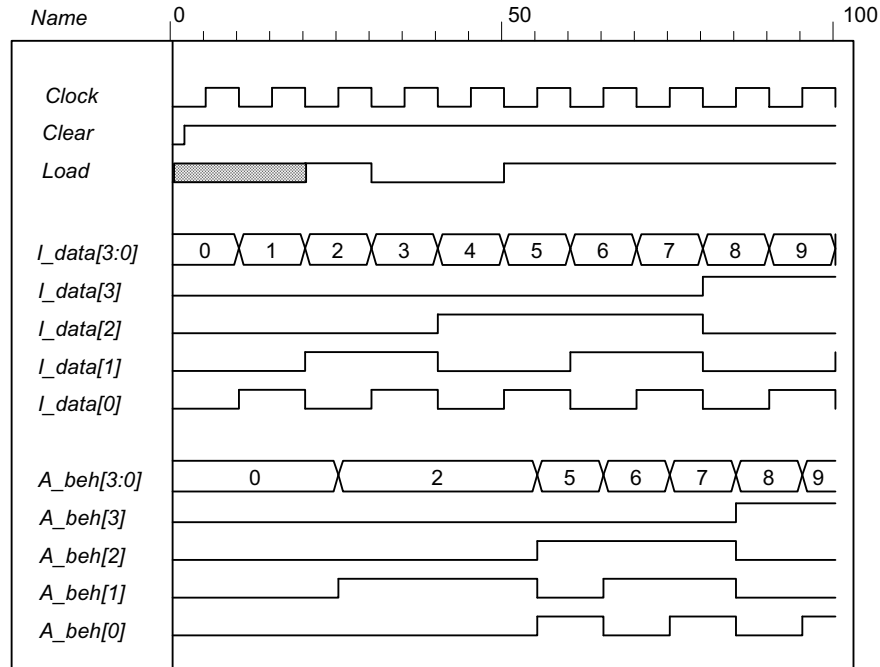 Name 0 50 100
Clock
Clear
Load
I_data[3:0] 0 1 2 3 4 5 6 7 8 9
I_data[3]
I_data[2]
I_data[1]
I_data[0]
A_beh[3:0] 0 2 5 6 7 8 9
A_beh[3]
A_beh[2]
A_beh[1]
A_beh[0]